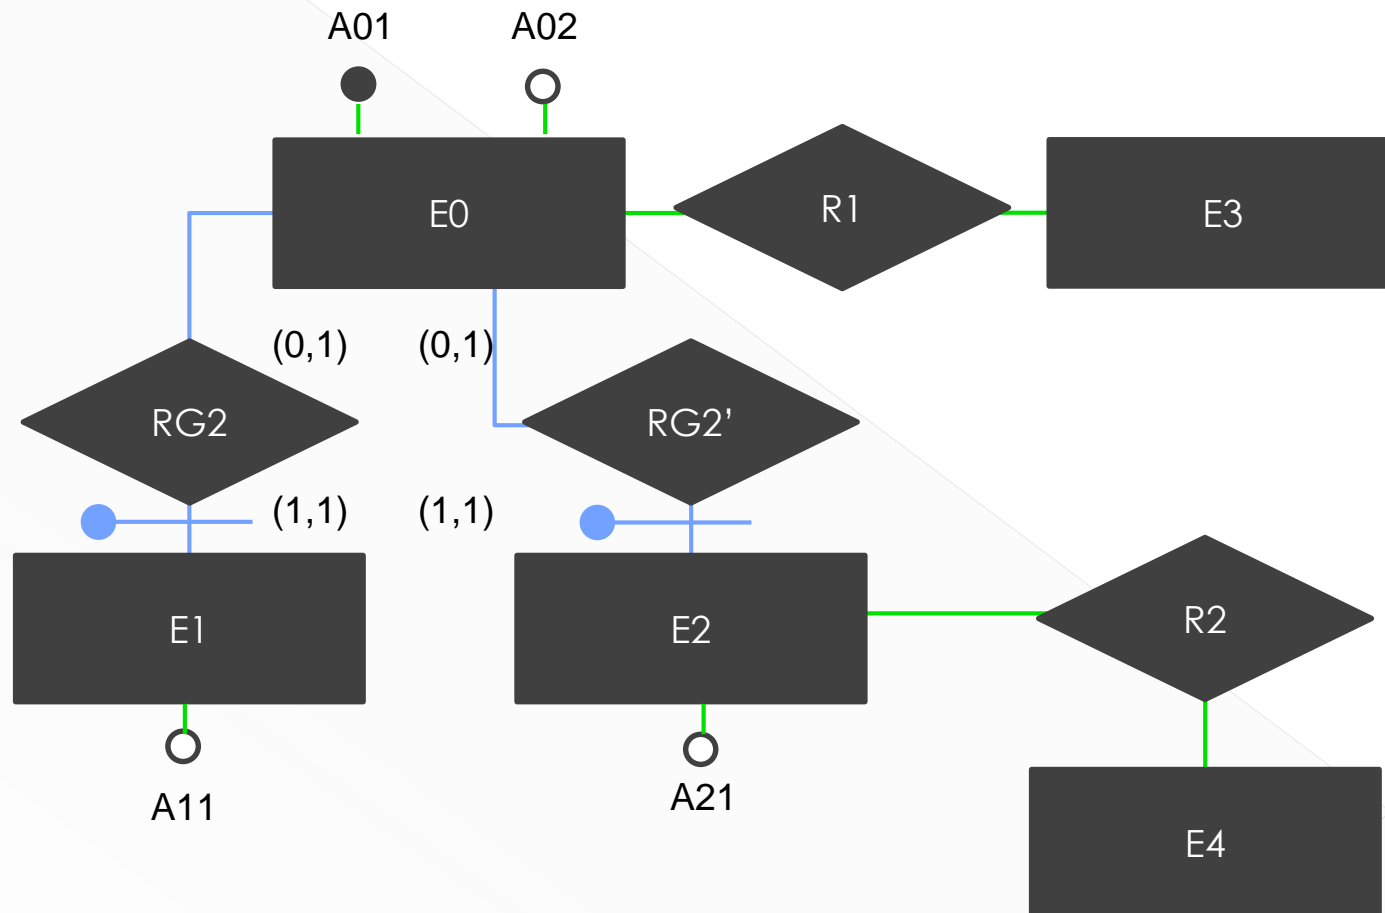 A01
A02
E0
R1
E3
(0,1)
(0,1)
RG2
RG2’
(1,1)
(1,1)
E1
E2
R2
A11
A21
E4